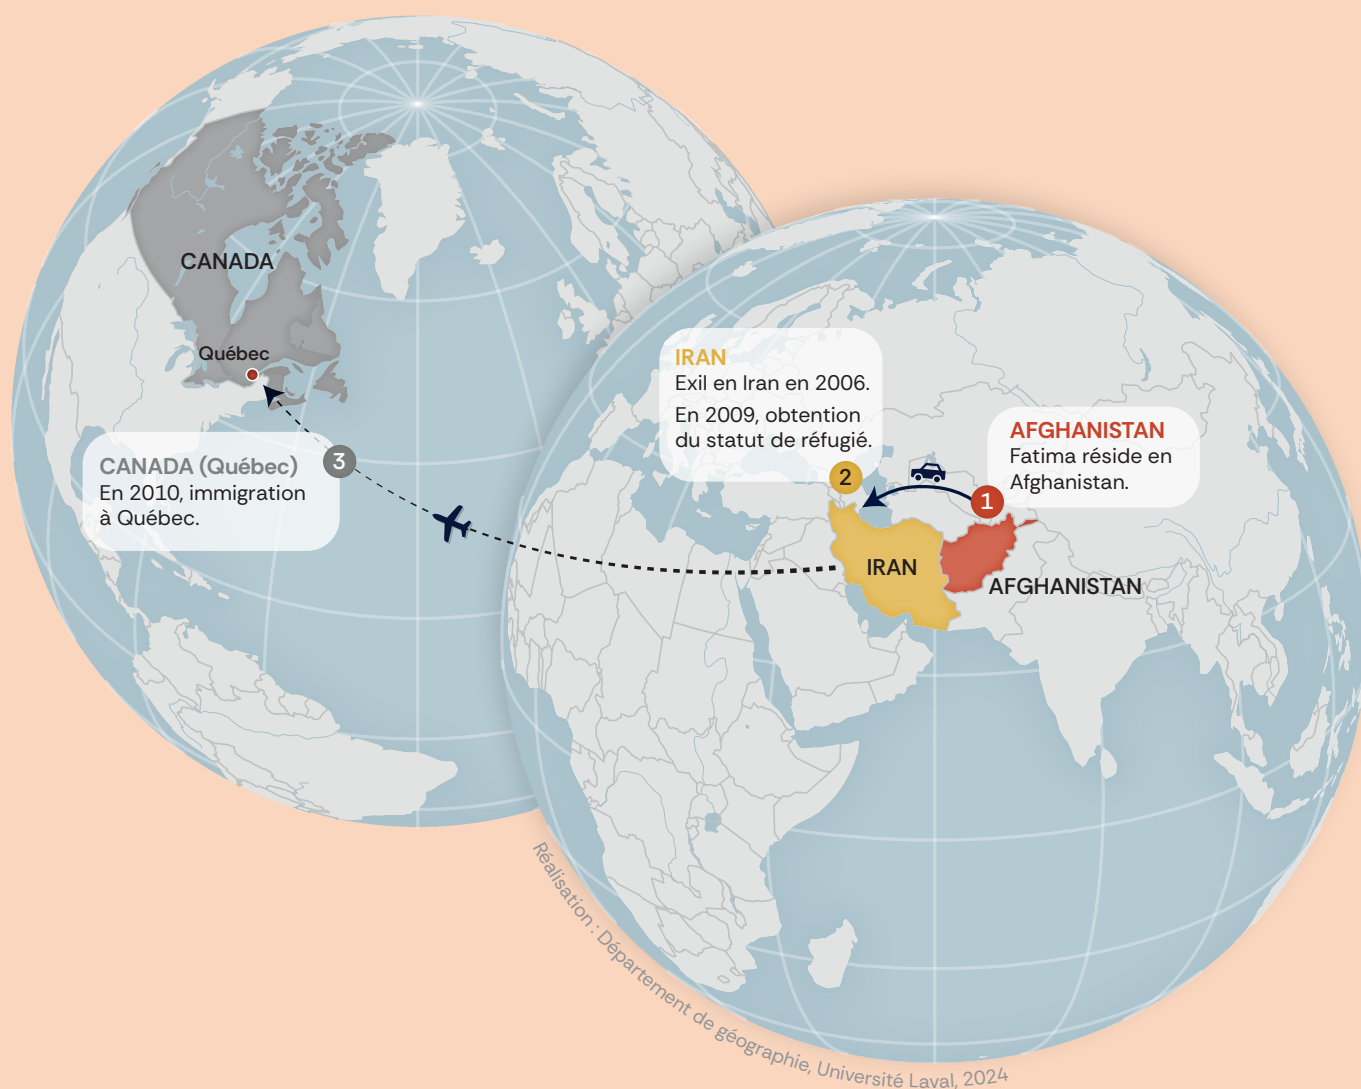 CANADA
Québec
CANADA (Québec)
En 2010, immigration
à Québec.
3
IRAN
Exil en Iran en 2006.
En 2009, obtention
du statut de réfugié.
2
AFGHANISTAN
Fatima réside en
Afghanistan.
1
IRAN
AFGHANISTAN
Réalisation : Département de géographie, Université Laval, 2024